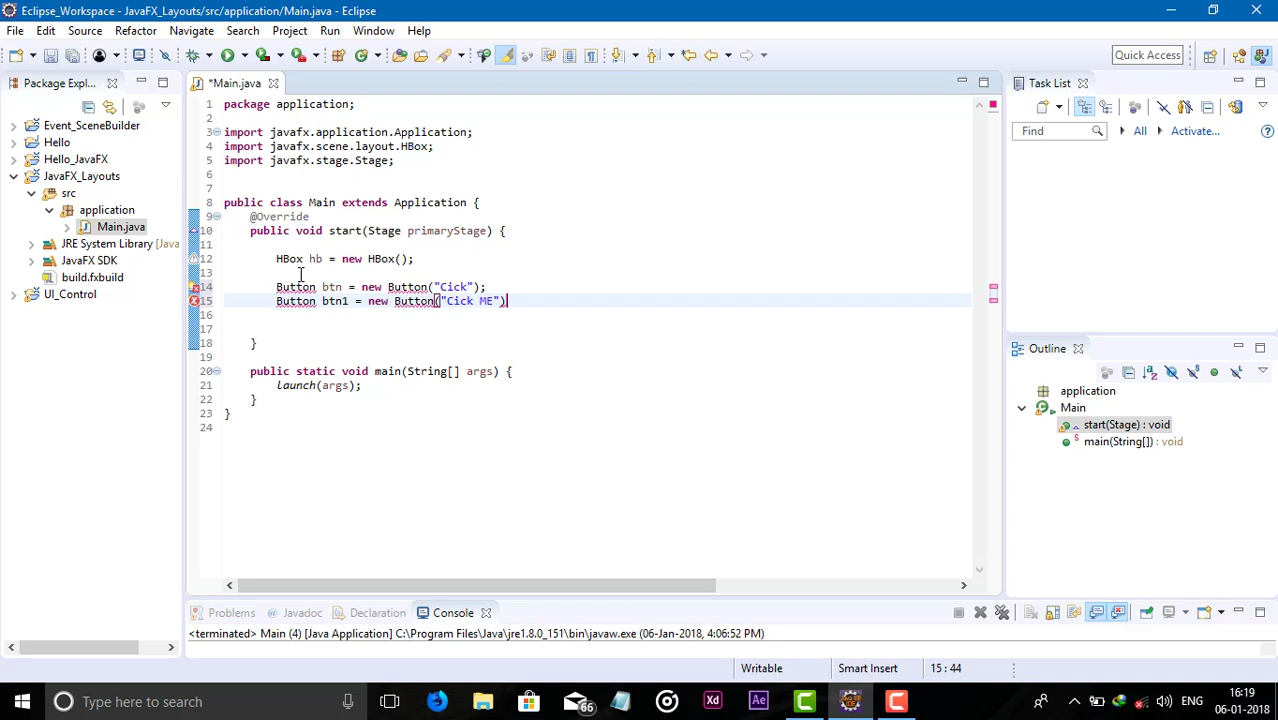 Eclipse_Workspace - JavaFX_Layouts/src/application/Main.java - Eclipse
File Edit Source Refactor Navigate Search Project Run Window Help
Quick Access
Package Expl...
Event_SceneBuilder
Hello
Hello_JavaFX
JavaFX_Layouts
src
application
Main.java
JRE System Library [Java
JavaFX SDK
build.fxbuild
UI_Control
*Main.java
1 package application;
2
3 import javafx.application.Application;
4 import javafx.scene.layout.HBox;
5 import javafx.stage.Stage;
6
7
8 public class Main extends Application {
9 @Override
10 public void start(Stage primaryStage) {
11
12 HBox hb = new HBox();
13
14 Button btn = new Button("Cick");
15 Button btn1 = new Button("Cick ME")
16
17
18 }
19
20 public static void main(String[] args) {
21 launch(args);
22 }
23 }
24
Task List
Find All Activate...
Outline
application
Main
start(Stage) : void
main(String[]) : void
Problems Javadoc Declaration Console
<terminated> Main (4) [Java Application] C:\Program Files\Java\jre1.8.0_151\bin\javaw.exe (06-Jan-2018, 4:06:52 PM)
Writable Smart Insert 15 : 44
Type here to search
66
Xd
Ae
ENG
16:19
06-01-2018